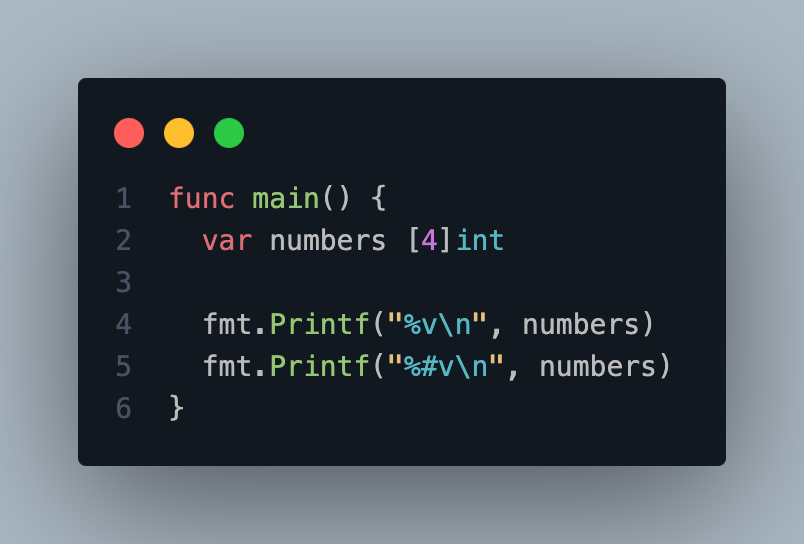 1 func main() {
2   var numbers [4]int
3
4   fmt.Printf("%v\n", numbers)
5   fmt.Printf("%#v\n", numbers)
6 }